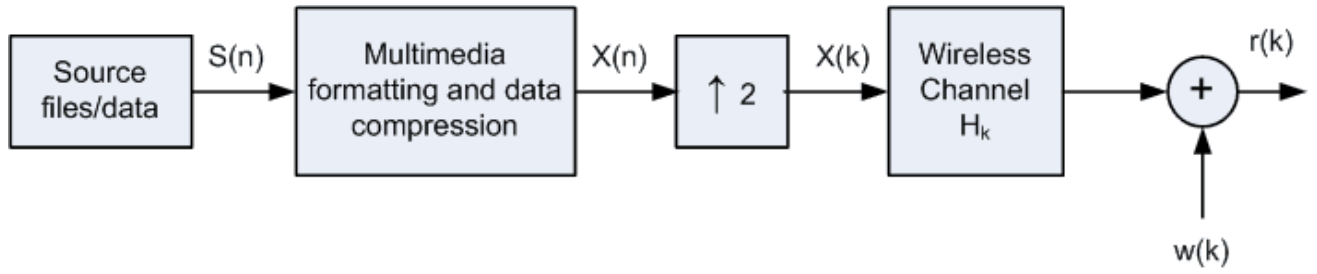 Source
files/data
S(n)
Multimedia
formatting and data
compression
X(n)
↑ 2
X(k)
Wireless
Channel
Hₖ
+
r(k)
w(k)